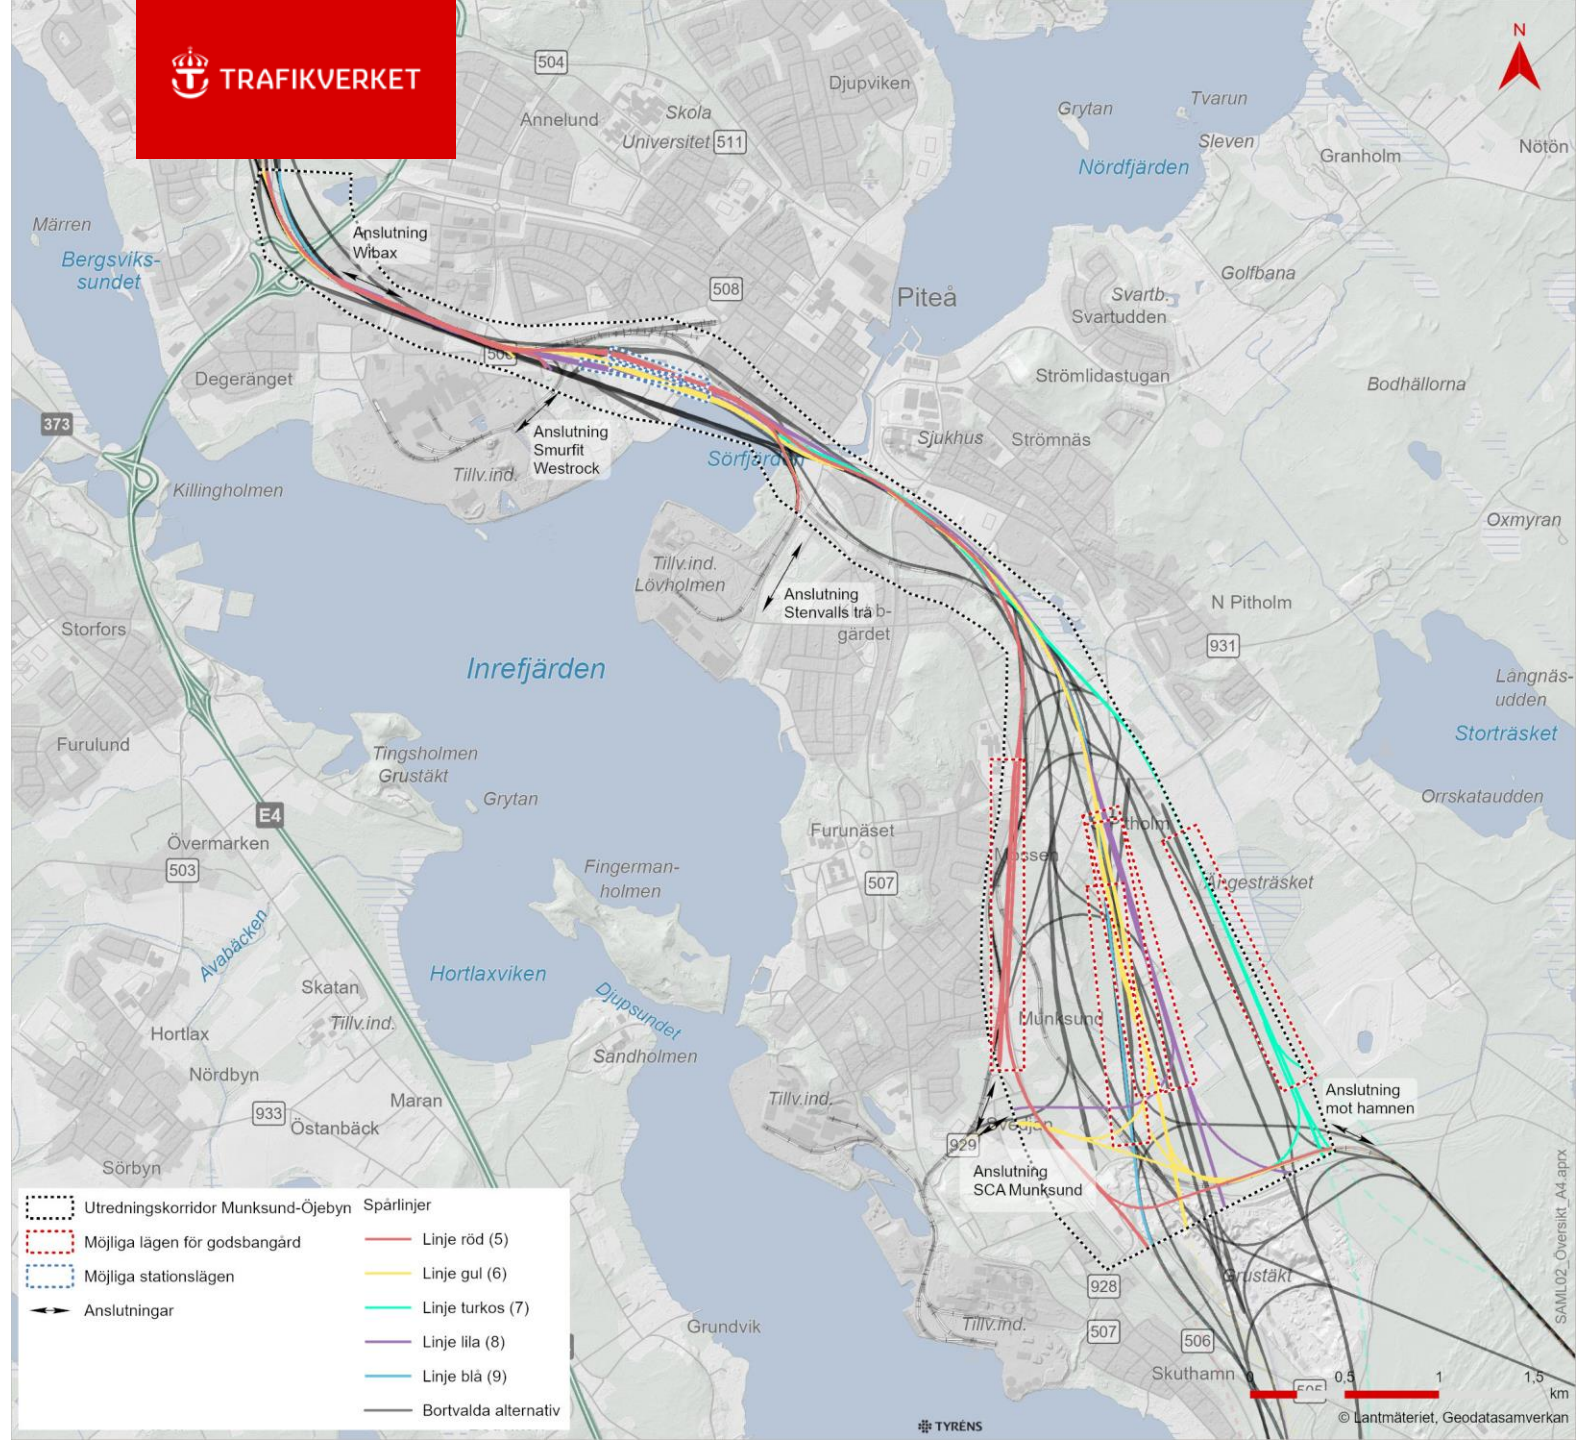 TRAFIKVERKET
N
504
Djupviken
Annelund
Skola
Universitet
511
Grytan
Tvarun
Sleven
Nördfjärden
Granholm
Nötön
Märren
Bergsviks-
sundet
Anslutning
Wibax
508
Piteå
Golfbana
Svartb.
Svartudden
506
Degeränget
Strömlidastugan
Bodhällorna
373
Anslutning
Smurfit
Westrock
Sjukhus
Strömnäs
Sörfjärden
Tillv.ind.
Killingholmen
Oxmyran
Tillv.ind.
Lövholmen
Anslutning
Stenvalls trä
b-
gärdet
N Pitholm
Storfors
931
Inrefjärden
Långnäs-
udden
Storträsket
Furulund
Tingsholmen
Grustäkt
Grytan
Orrskataudden
E4
Övermarken
Furunäset
Pitholm
503
Fingerman-
holmen
507
Mossen
Ärgesträsket
Avabäcken
Hortlaxviken
Djupsundet
Skatan
Tillv.ind.
Munksund
Hortlax
Sandholmen
Nördbyn
Maran
Tillv.ind.
Anslutning
mot hamnen
933
Östanbäck
929
Svedjan
Sörbyn
Anslutning
SCA Munksund
Utredningskorridor Munksund-Öjebyn
Möjliga lägen för godsbangård
Möjliga stationslägen
Anslutningar
Spårlinjer
Linje röd (5)
Linje gul (6)
Linje turkos (7)
Linje lila (8)
Linje blå (9)
Bortvalda alternativ
Grustäkt
928
Grundvik
Tillv.ind.
507
506
Skuthamn
505
0
0,5
1
1,5
km
© Lantmäteriet, Geodatasamverkan
TYRÉNS
SAML02_Översikt_A4.aprx